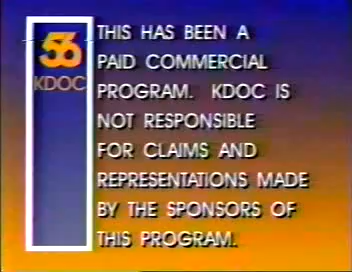 56
KDOC
THIS HAS BEEN A
PAID COMMERCIAL
PROGRAM. KDOC IS
NOT RESPONSIBLE
FOR CLAIMS AND
REPRESENTATIONS MADE
BY THE SPONSORS OF
THIS PROGRAM.